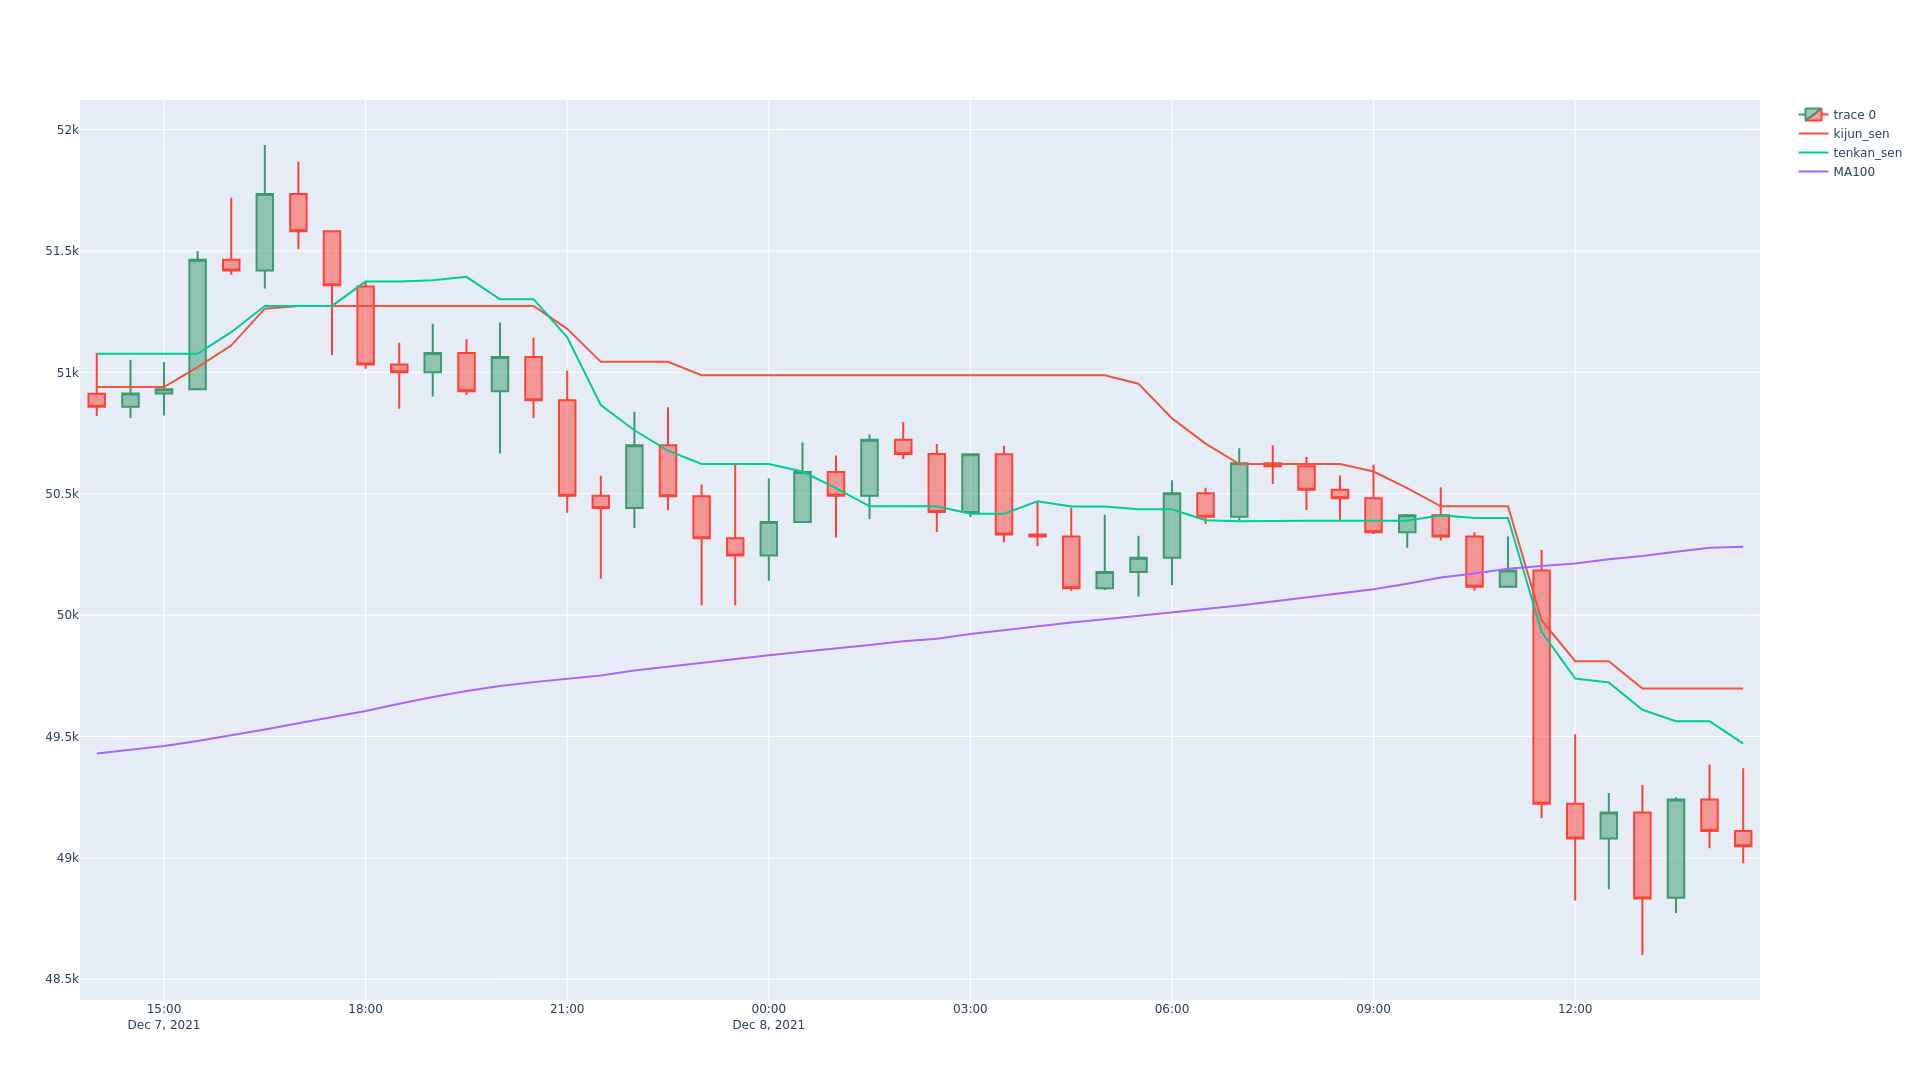 52k
51.5k
51k
50.5k
50k
49.5k
49k
48.5k
15:00
Dec 7, 2021
18:00
21:00
00:00
Dec 8, 2021
03:00
06:00
09:00
12:00
trace 0
kijun_sen
tenkan_sen
MA100